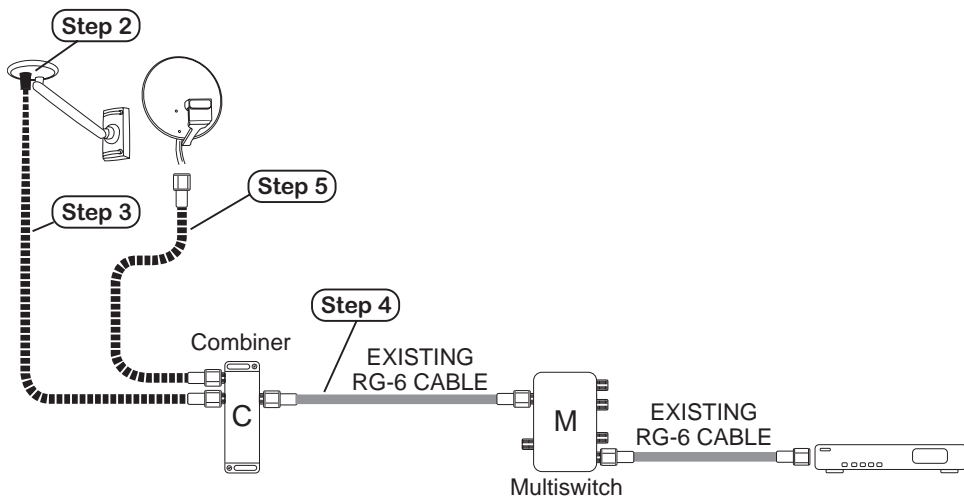 Step 2
Step 5
Step 3
Step 4
Combiner
EXISTING
RG-6 CABLE
C
M
EXISTING
RG-6 CABLE
Multiswitch